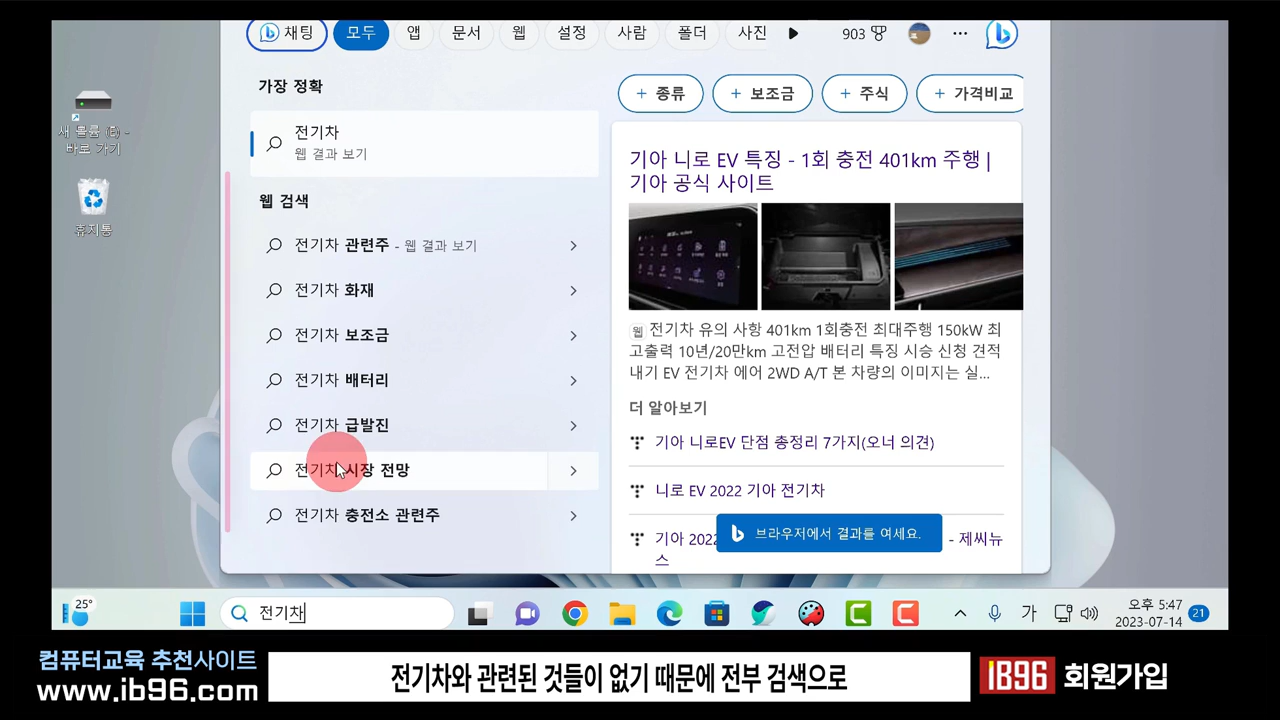 채팅
모두
앱
문서
웹
설정
사람
폴더
사진
903
가장 정확
전기차
웹 결과 보기
웹 검색
전기차 관련주 - 웹 결과 보기
전기차 화재
전기차 보조금
전기차 배터리
전기차 급발진
전기차 시장 전망
전기차 충전소 관련주
+ 종류
+ 보조금
+ 주식
+ 가격비교
기아 니로 EV 특징 - 1회 충전 401km 주행 |
기아 공식 사이트
웹 전기차 유의 사항 401km 1회충전 최대주행 150kW 최
고출력 10년/20만km 고전압 배터리 특징 시승 신청 견적
내기 EV 전기차 에어 2WD A/T 본 차량의 이미지는 실...
더 알아보기
기아 니로EV 단점 총정리 7가지(오너 의견)
니로 EV 2022 기아 전기차
기아 2022
- 제씨뉴
스
브라우저에서 결과를 여세요.
새 볼륨 (E) -
바로 가기
휴지통
25°
전기차
가
오후 5:47
2023-07-14
21
컴퓨터교육 추천사이트
www.ib96.com
전기차와 관련된 것들이 없기 때문에 전부 검색으로
IB96 회원가입